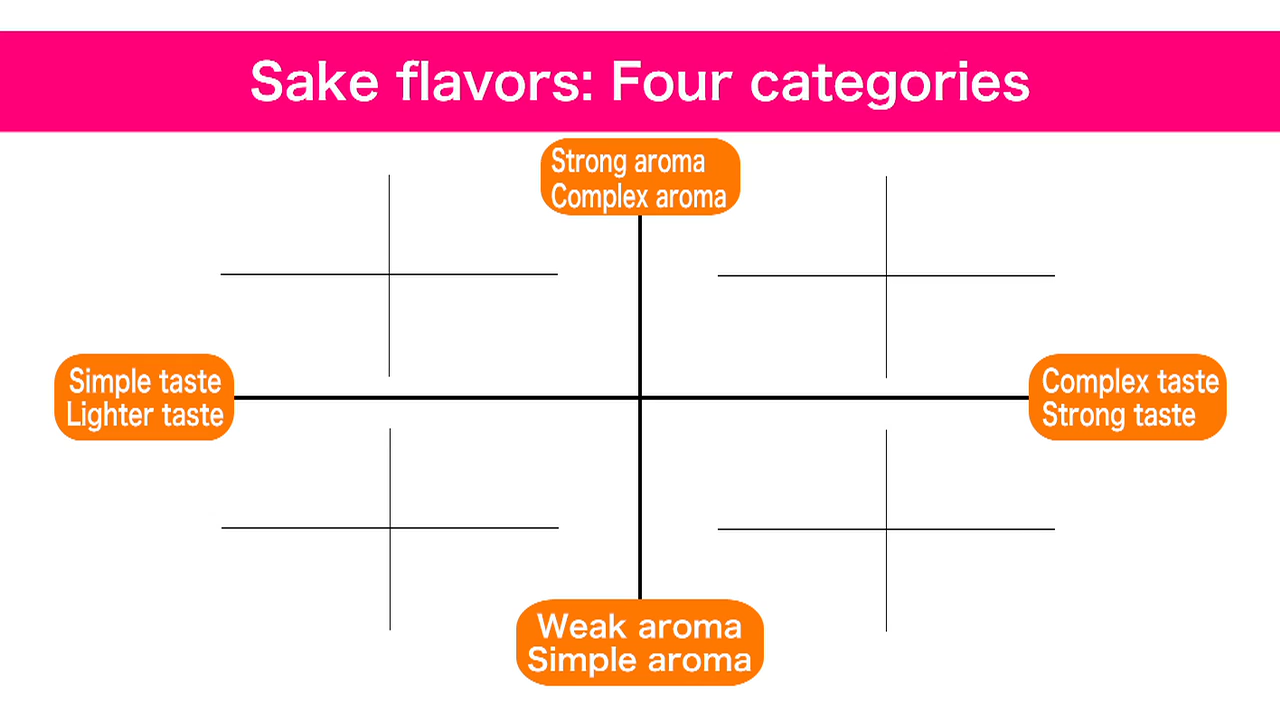 Sake flavors: Four categories
Strong aroma
Complex aroma
Simple taste
Lighter taste
Complex taste
Strong taste
Weak aroma
Simple aroma